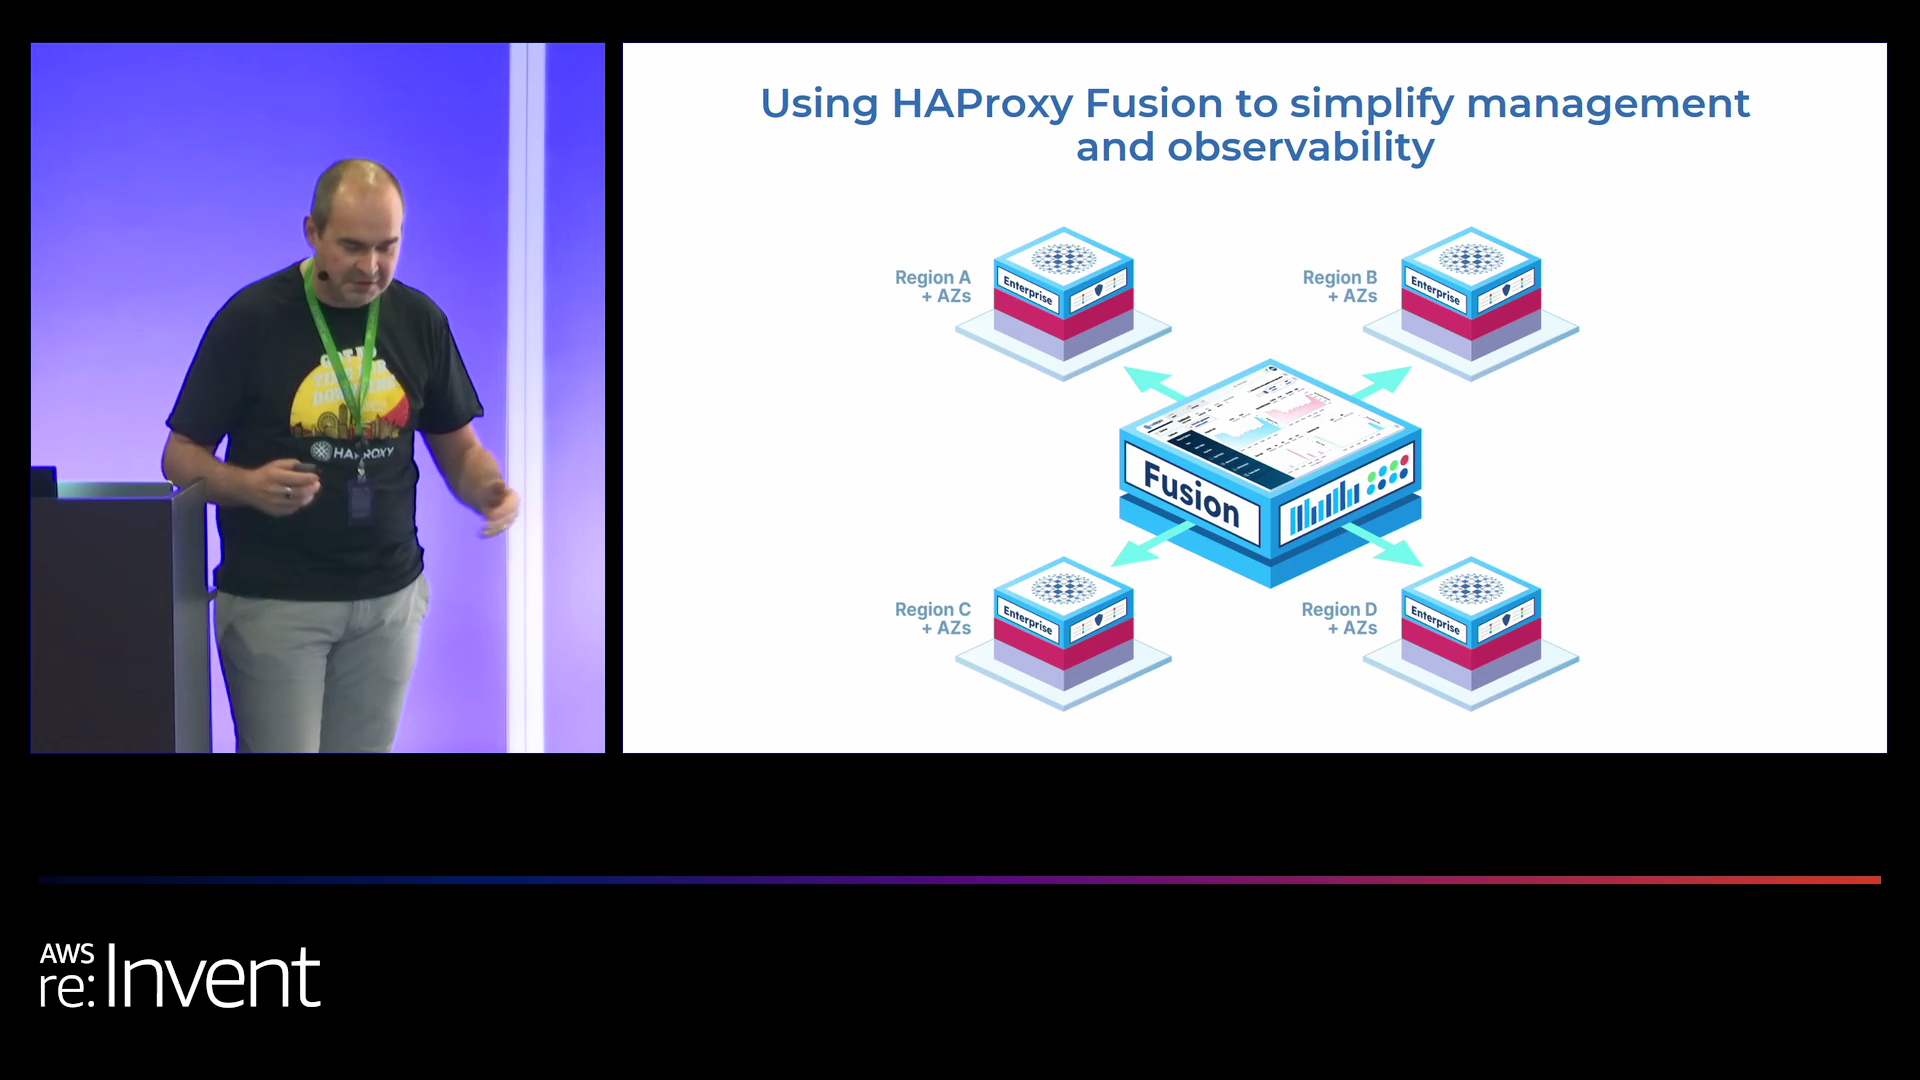 Using HAProxy Fusion to simplify management
and observability
Region A
+ AZs
Enterprise
Region B
+ AZs
Enterprise
Fusion
Region C
+ AZs
Enterprise
Region D
+ AZs
Enterprise
HAPROXY
AWS
re:Invent